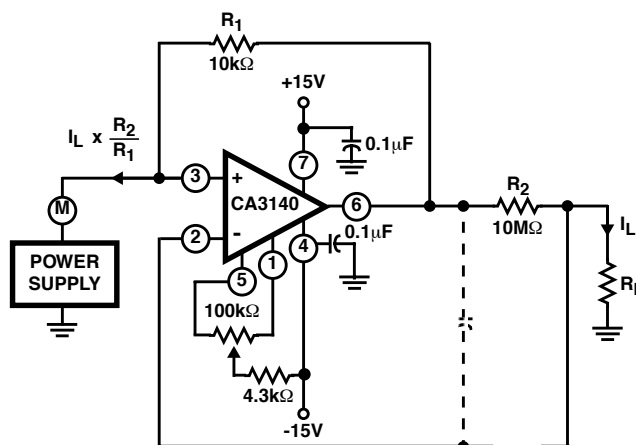 R1
10kΩ
+15V
IL x R2/R1
0.1µF
7
3
+
CA3140
6
R2
10MΩ
IL
M
2
-
0.1µF
4
1
5
POWER
SUPPLY
100kΩ
4.3kΩ
-15V